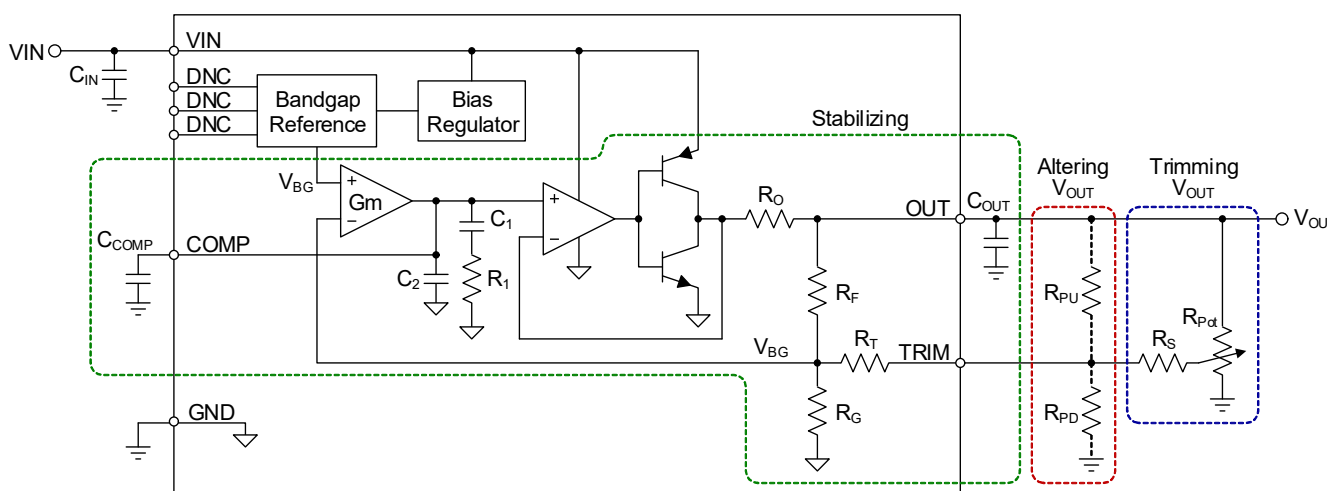 VIN
VIN
CIN
DNC
DNC
DNC
Bandgap
Reference
Bias
Regulator
Stabilizing
Altering
VOUT
Trimming
VOUT
VBG
+
Gm
−
+
−
C1
RO
OUT
COUT
VOU
CCOMP
COMP
C2
R1
RF
RPU
RPot
VBG
RT
TRIM
RS
RG
RPD
GND